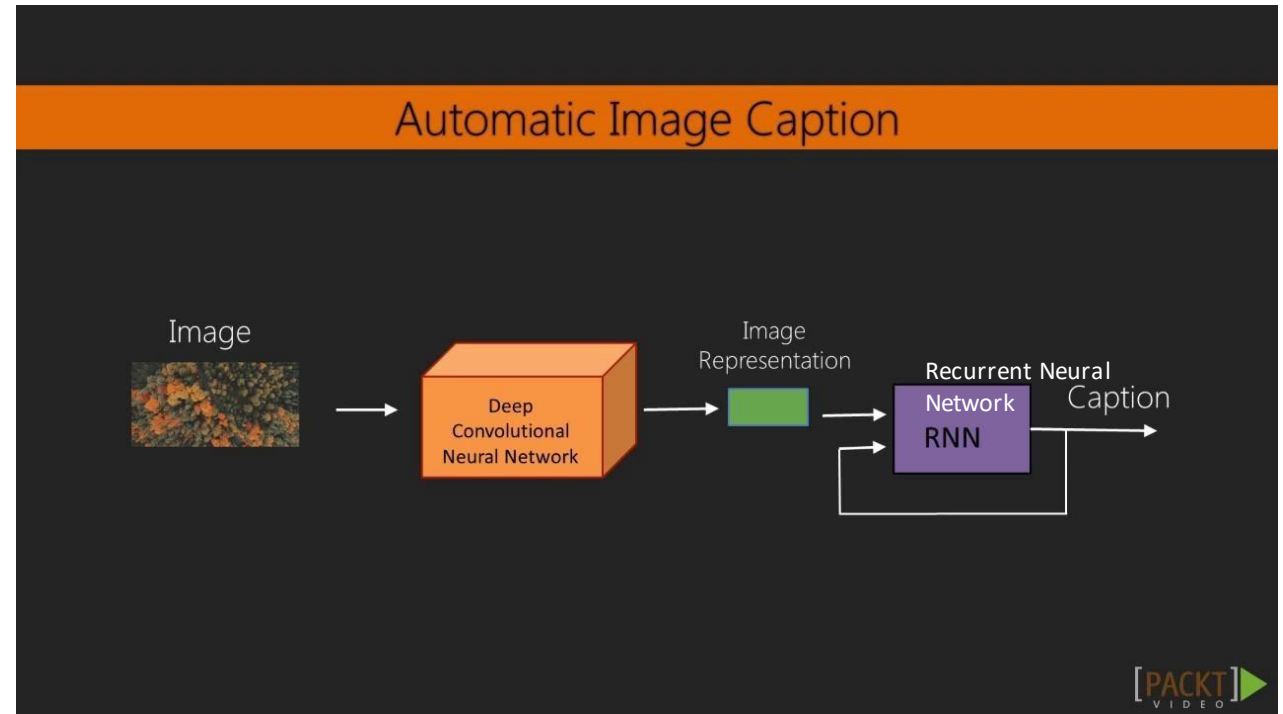 Automatic Image Caption
Image
Deep
Convolutional
Neural Network
Image
Representation
Recurrent Neural
Network
RNN
Caption
[PACKT]
VIDEO